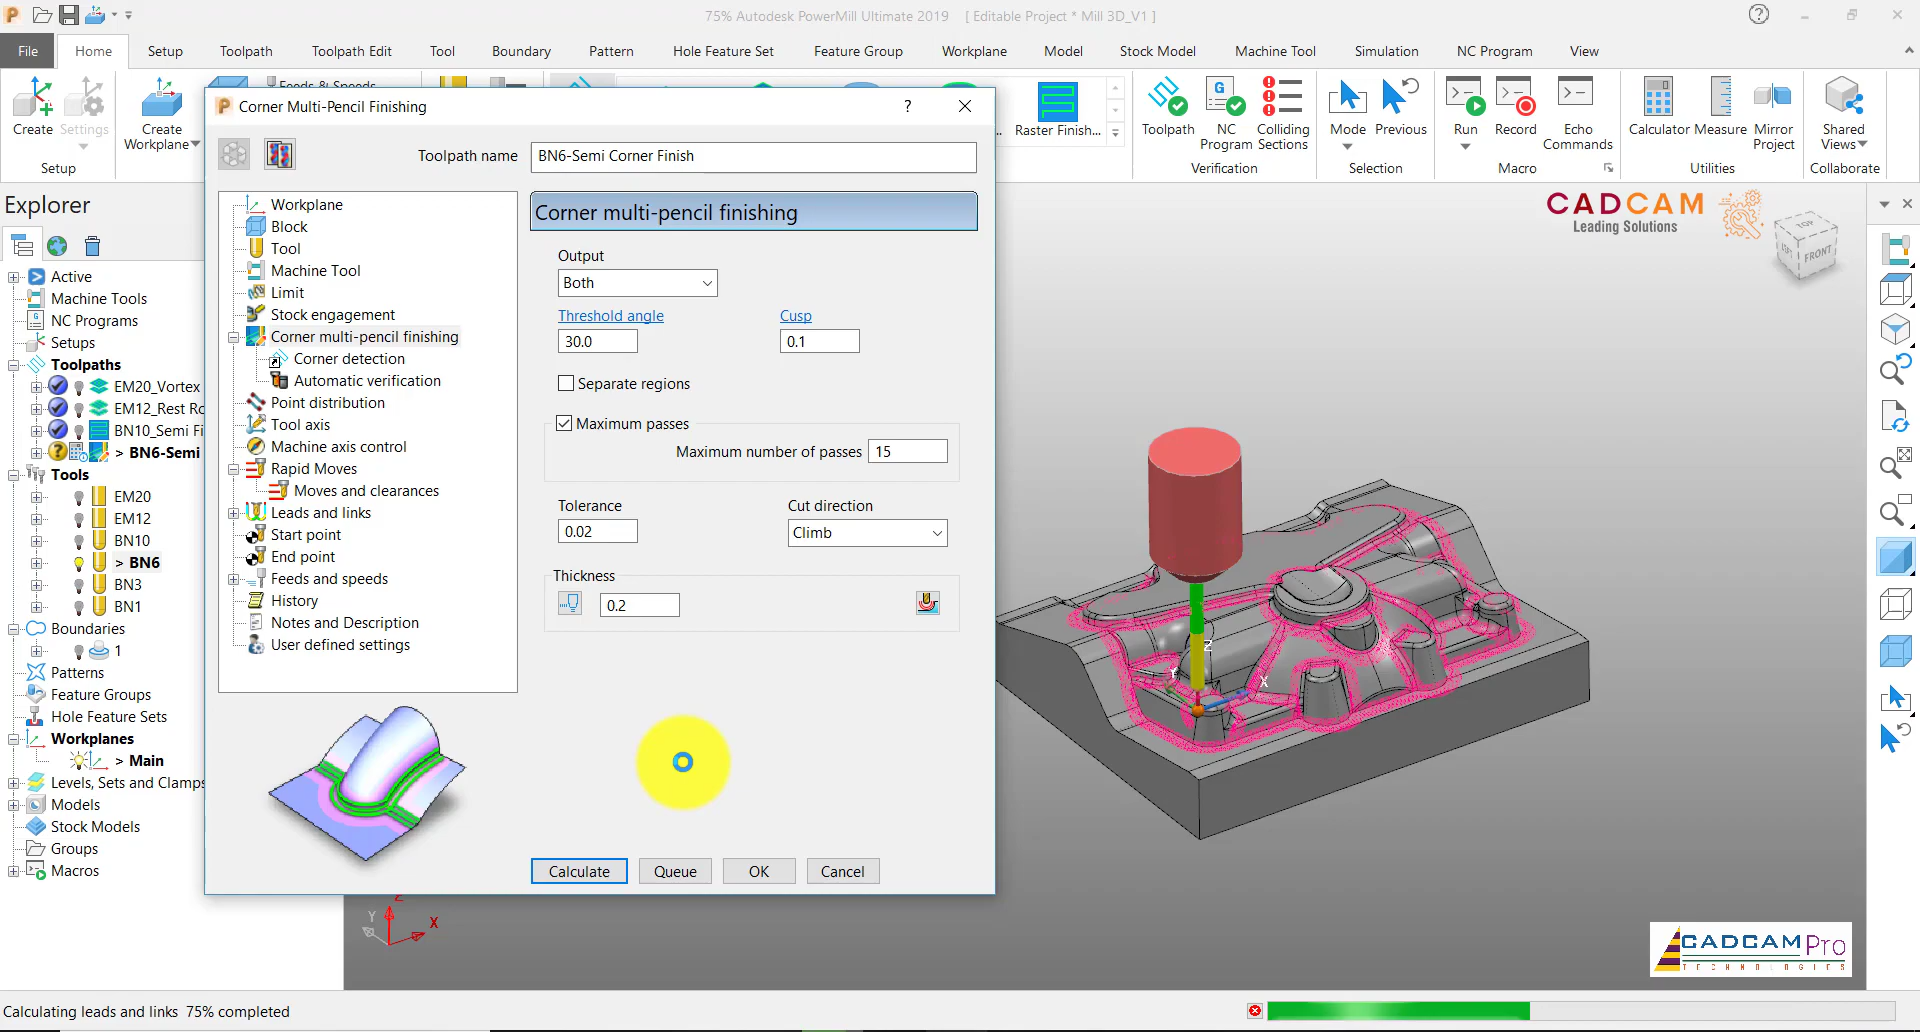 75% Autodesk PowerMill Ultimate 2019 [ Editable Project * Mill 3D_V1 ]
File Home Setup Toolpath Toolpath Edit Tool Boundary Pattern Hole Feature Set Feature Group Workplane Model Stock Model Machine Tool Simulation NC Program View
Create
Settings
Setup
Create
Workplane
Raster Finish...
Toolpath
NC
Program
Colliding
Sections
Verification
Mode
Previous
Selection
Run
Record
Echo
Commands
Macro
Calculator
Measure
Mirror
Project
Utilities
Shared
Views
Collaborate
Explorer
Active
Machine Tools
NC Programs
Setups
Toolpaths
EM20_Vortex
EM12_Rest Ro
BN10_Semi Fi
> BN6-Semi
Tools
EM20
EM12
BN10
> BN6
BN3
BN1
Boundaries
1
Patterns
Feature Groups
Hole Feature Sets
Workplanes
> Main
Levels, Sets and Clamps
Models
Stock Models
Groups
Macros
Corner Multi-Pencil Finishing
?
Toolpath name BN6-Semi Corner Finish
Workplane
Block
Tool
Machine Tool
Limit
Stock engagement
Corner multi-pencil finishing
Corner detection
Automatic verification
Point distribution
Tool axis
Machine axis control
Rapid Moves
Moves and clearances
Leads and links
Start point
End point
Feeds and speeds
History
Notes and Description
User defined settings
Corner multi-pencil finishing
Output
Both
Threshold angle Cusp
30.0 0.1
Separate regions
Maximum passes
Maximum number of passes 15
Tolerance Cut direction
0.02 Climb
Thickness
0.2
Calculate Queue OK Cancel
CADCAM
Leading Solutions
TOP
FRONT
Z
Y
X
Z
Y
X
CADCAM Pro
TECHNOLOGIES
Calculating leads and links 75% completed